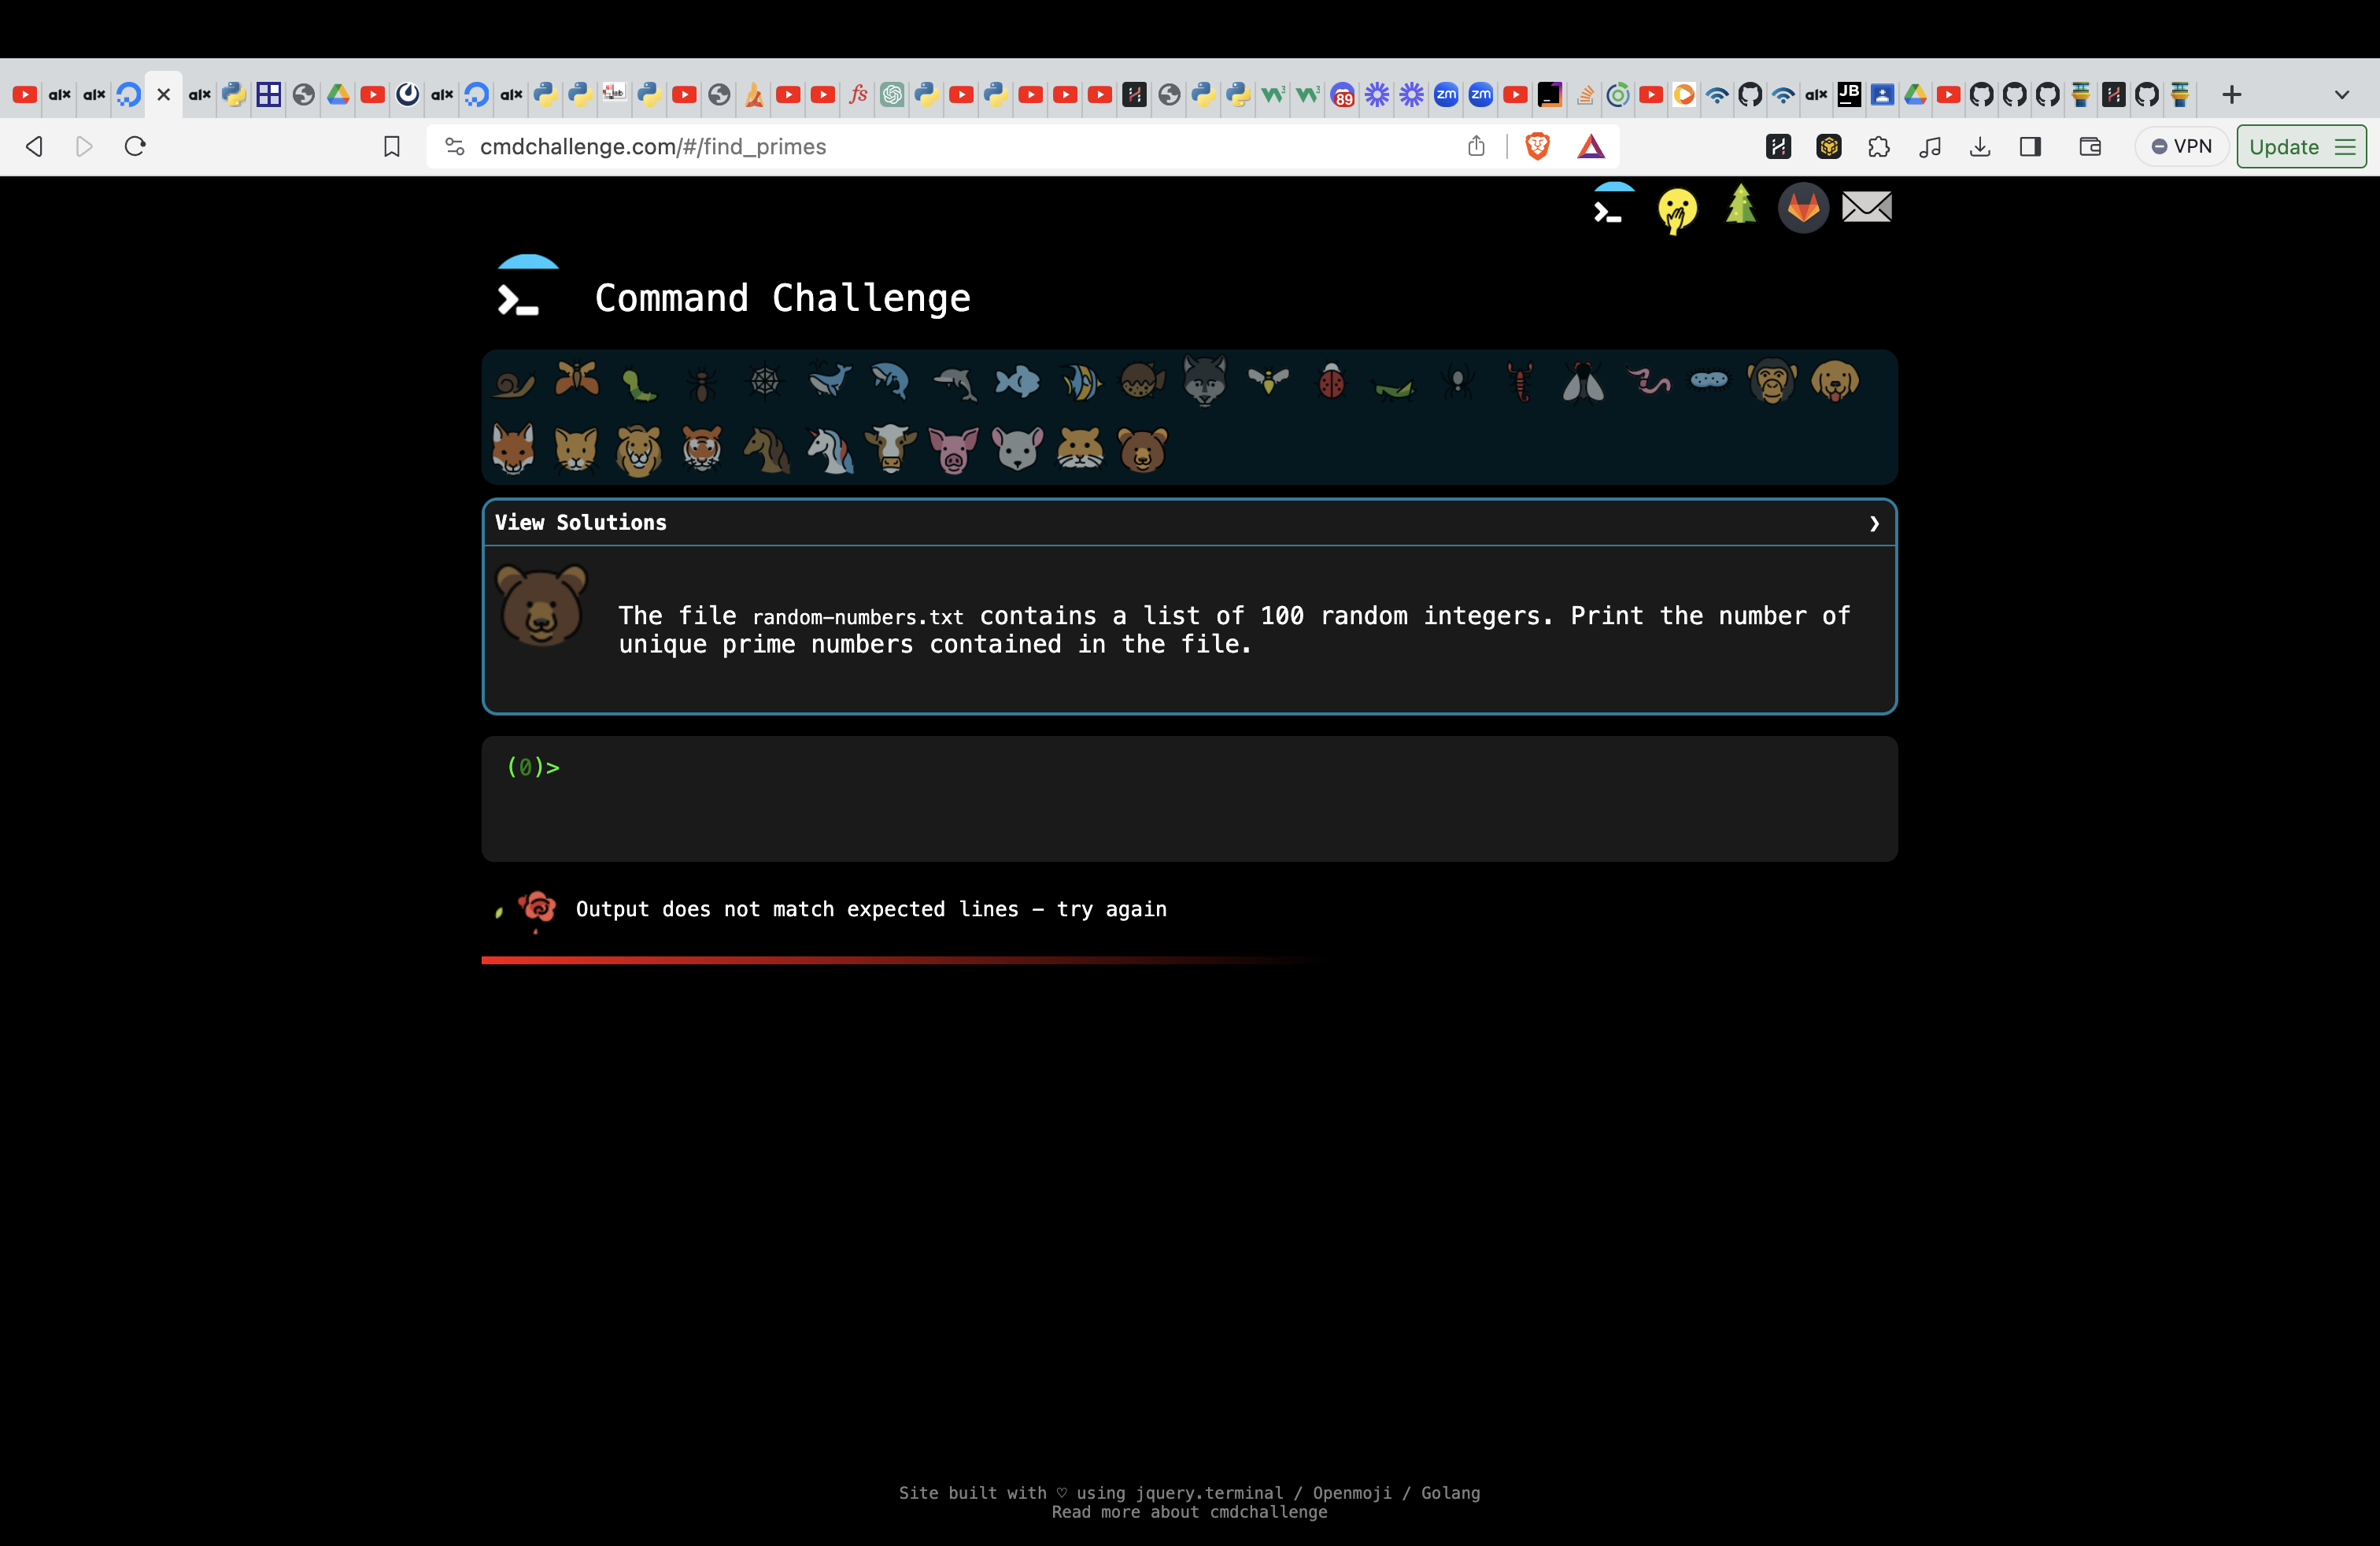 cmdchallenge.com/#/find_primes
VPN
Update
Command Challenge
View Solutions
The file random-numbers.txt contains a list of 100 random integers. Print the number of
unique prime numbers contained in the file.
(0)>
Output does not match expected lines - try again
Site built with ♡ using jquery.terminal / Openmoji / Golang
Read more about cmdchallenge